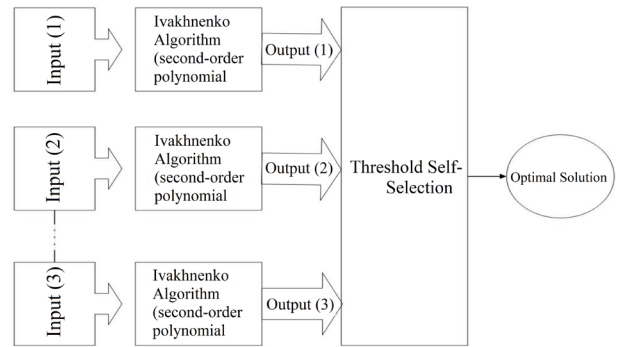 Input (1)
Ivakhnenko
Algorithm
(second-order
polynomial
Output (1)
Input (2)
Ivakhnenko
Algorithm
(second-order
polynomial
Output (2)
Threshold Self-
Selection
Optimal Solution
Input (3)
Ivakhnenko
Algorithm
(second-order
polynomial
Output (3)